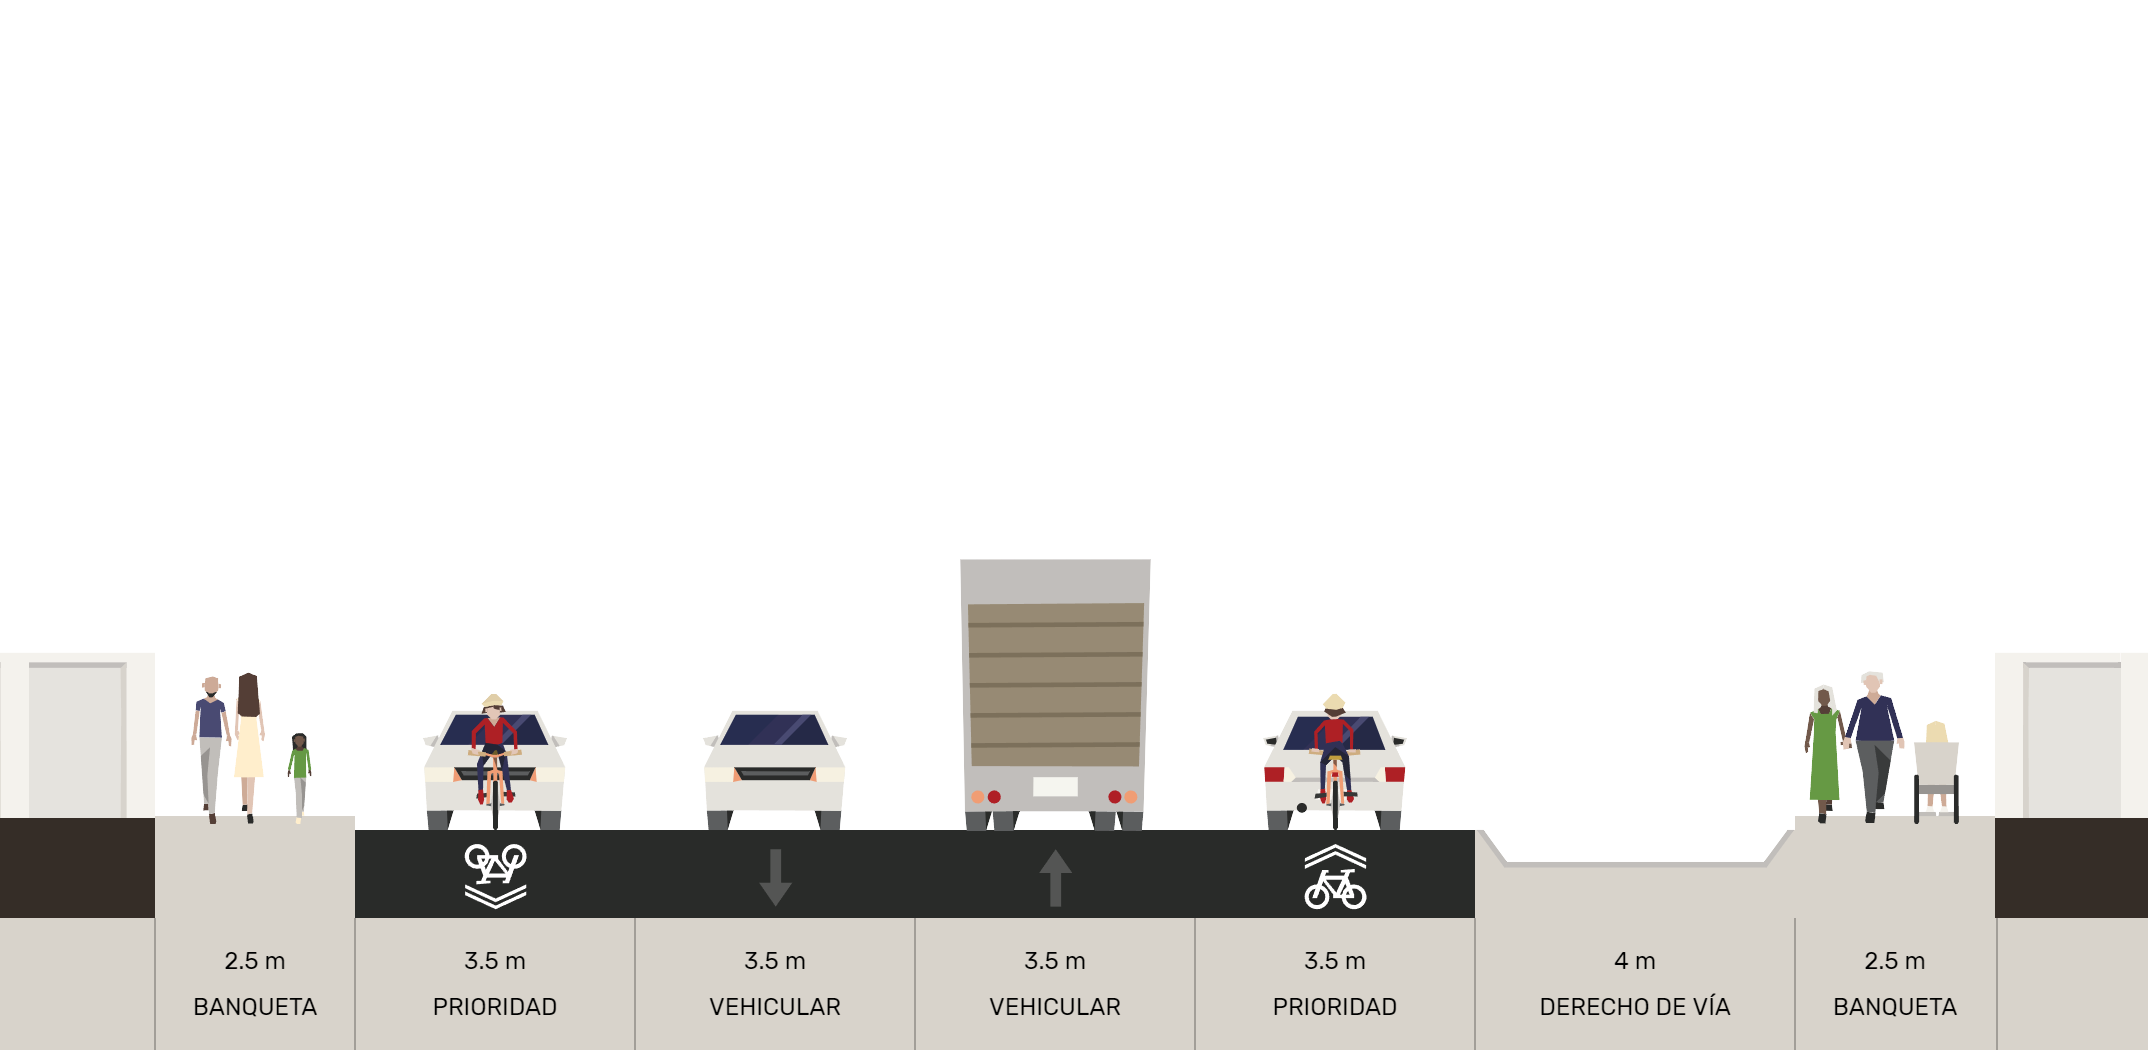 2.5 m
BANQUETA
3.5 m
PRIORIDAD
3.5 m
VEHICULAR
3.5 m
VEHICULAR
3.5 m
PRIORIDAD
4 m
DERECHO DE VÍA
2.5 m
BANQUETA